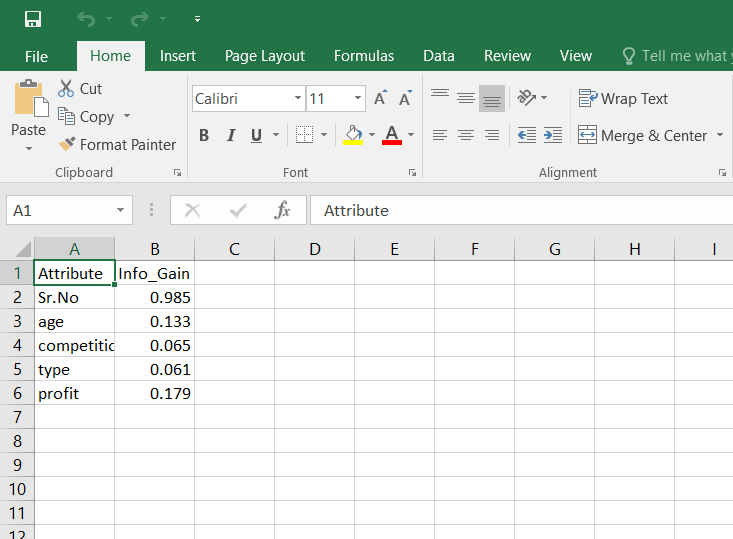 File Home Insert Page Layout Formulas Data Review View Tell me what
Paste
Cut
Copy
Format Painter
Clipboard
Calibri 11 A A
B I U A
Font
Wrap Text
Merge & Center
Alignment
A1 fx Attribute
A B C D E F G H I
1 Attribute Info_Gain
2 Sr.No 0.985
3 age 0.133
4 competitic 0.065
5 type 0.061
6 profit 0.179
7
8
9
10
11
12